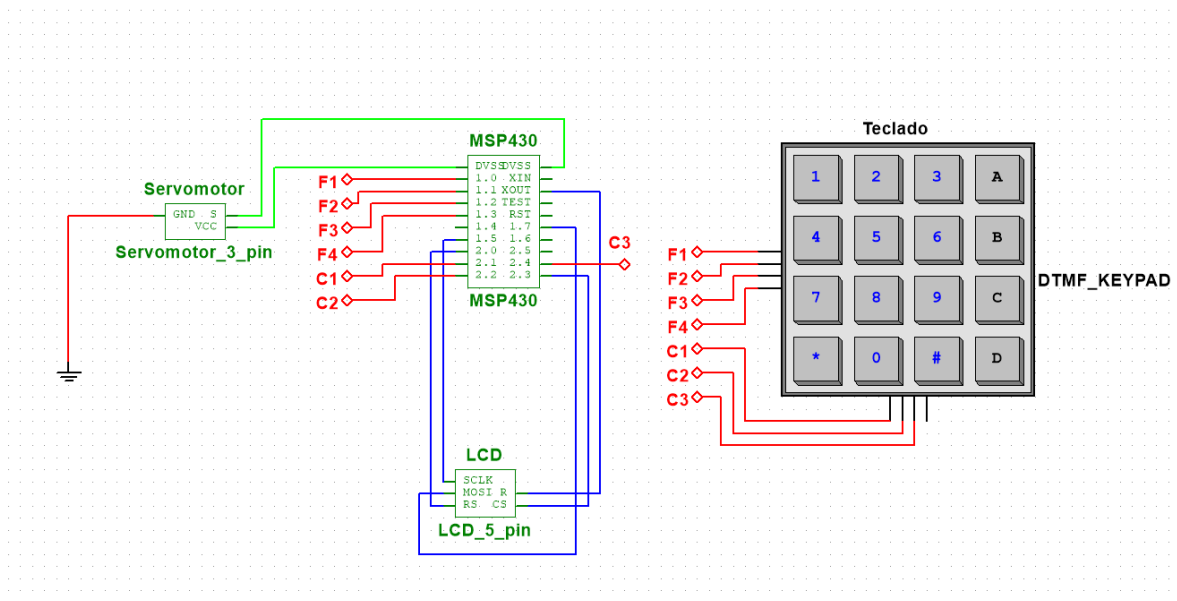 Servomotor
GND S
VCC
Servomotor_3_pin
F1
F2
F3
F4
C1
C2
MSP430
DVSS DVSS
1.0 XIN
1.1 XOUT
1.2 TEST
1.3 RST
1.4 1.7
1.5 1.6
2.0 2.5
2.1 2.4
2.2 2.3
MSP430
C3
LCD
SCLK
MOSI R
RS CS
LCD_5_pin
Teclado
F1
F2
F3
F4
C1
C2
C3
1 2 3 A
4 5 6 B
7 8 9 C
* 0 # D
DTMF_KEYPAD